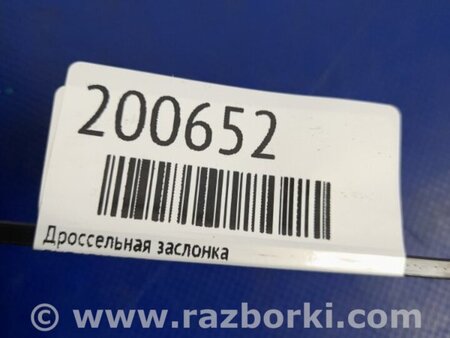 200652
Дроссельная заслонка
© www.razborki.com